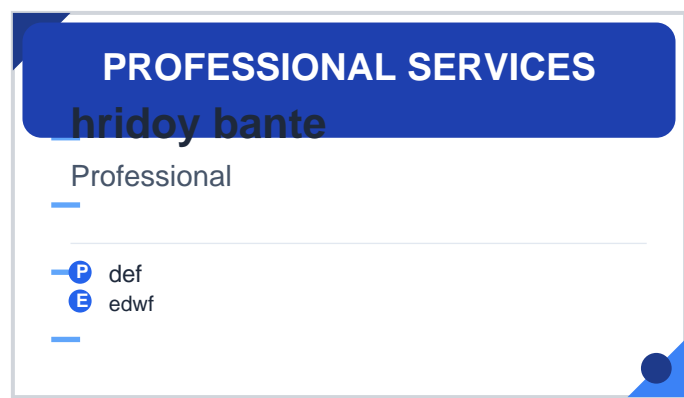 PROFESSIONAL SERVICES
hridoy bante
Professional
P def
E edwf